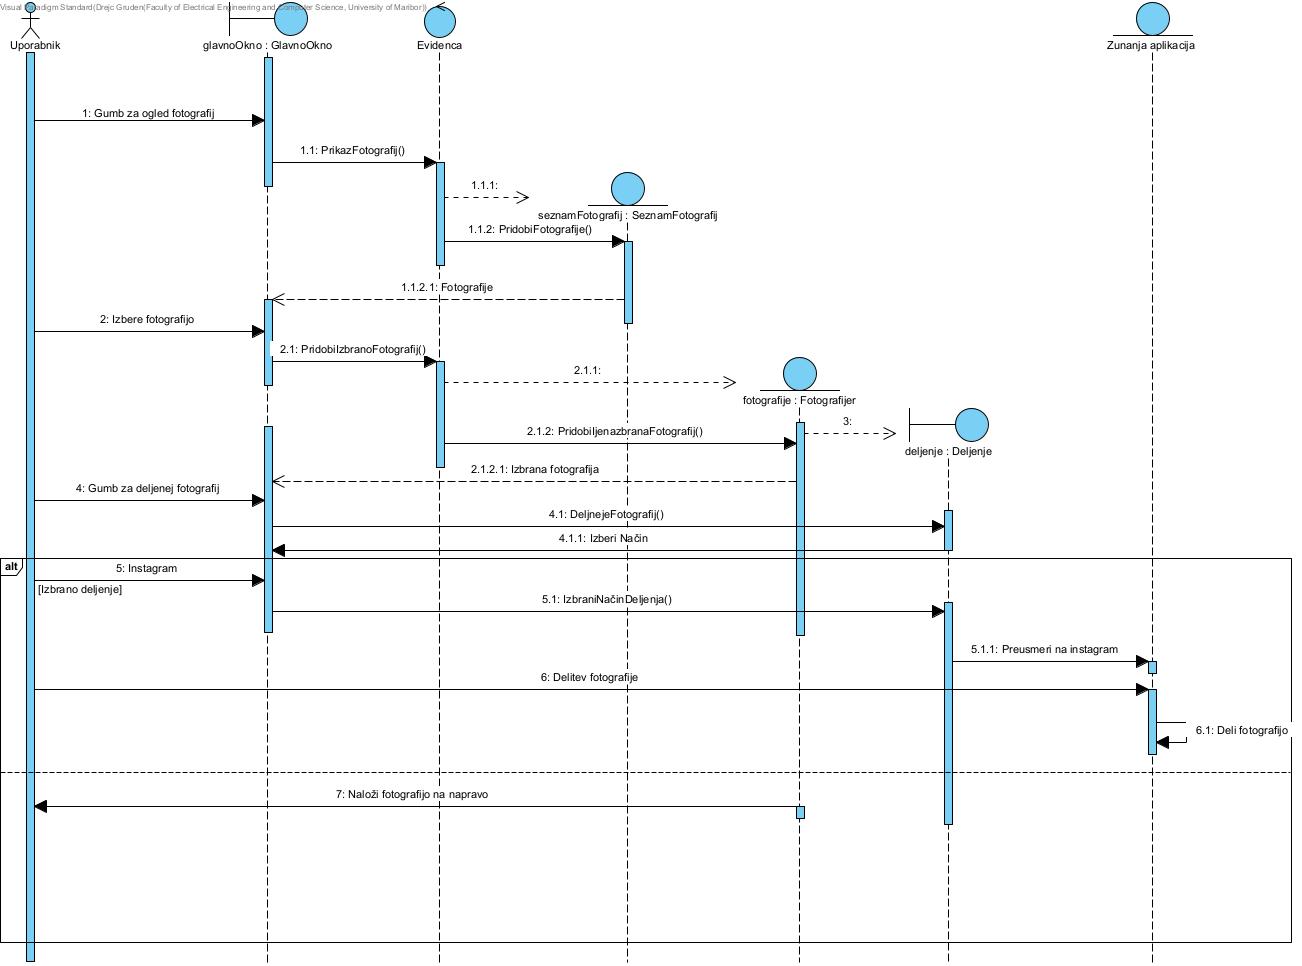 Visual Paradigm Standard(Drejc Gruden(Faculty of Electrical Engineering and Computer Science, University of Maribor))
Uporabnik
glavnoOkno : GlavnoOkno
Evidenca
Zunanja aplikacija
1: Gumb za ogled fotografij
1.1: PrikazFotografij()
1.1.1:
seznamFotografij : SeznamFotografij
1.1.2: PridobiFotografije()
1.1.2.1: Fotografije
2: Izbere fotografijo
2.1: PridobiIzbranoFotografij()
2.1.1:
fotografije : Fotografijer
3:
2.1.2: PridobiIjenazbranaFotografij()
deljenje : Deljenje
2.1.2.1: Izbrana fotografija
4: Gumb za deljenej fotografij
4.1: DeljnejeFotografij()
4.1.1: Izberi Način
alt
5: Instagram
[Izbrano deljenje]
5.1: IzbraniNačinDeljenja()
5.1.1: Preusmeri na instagram
6: Delitev fotografije
6.1: Deli fotografijo
7: Naloži fotografijo na napravo